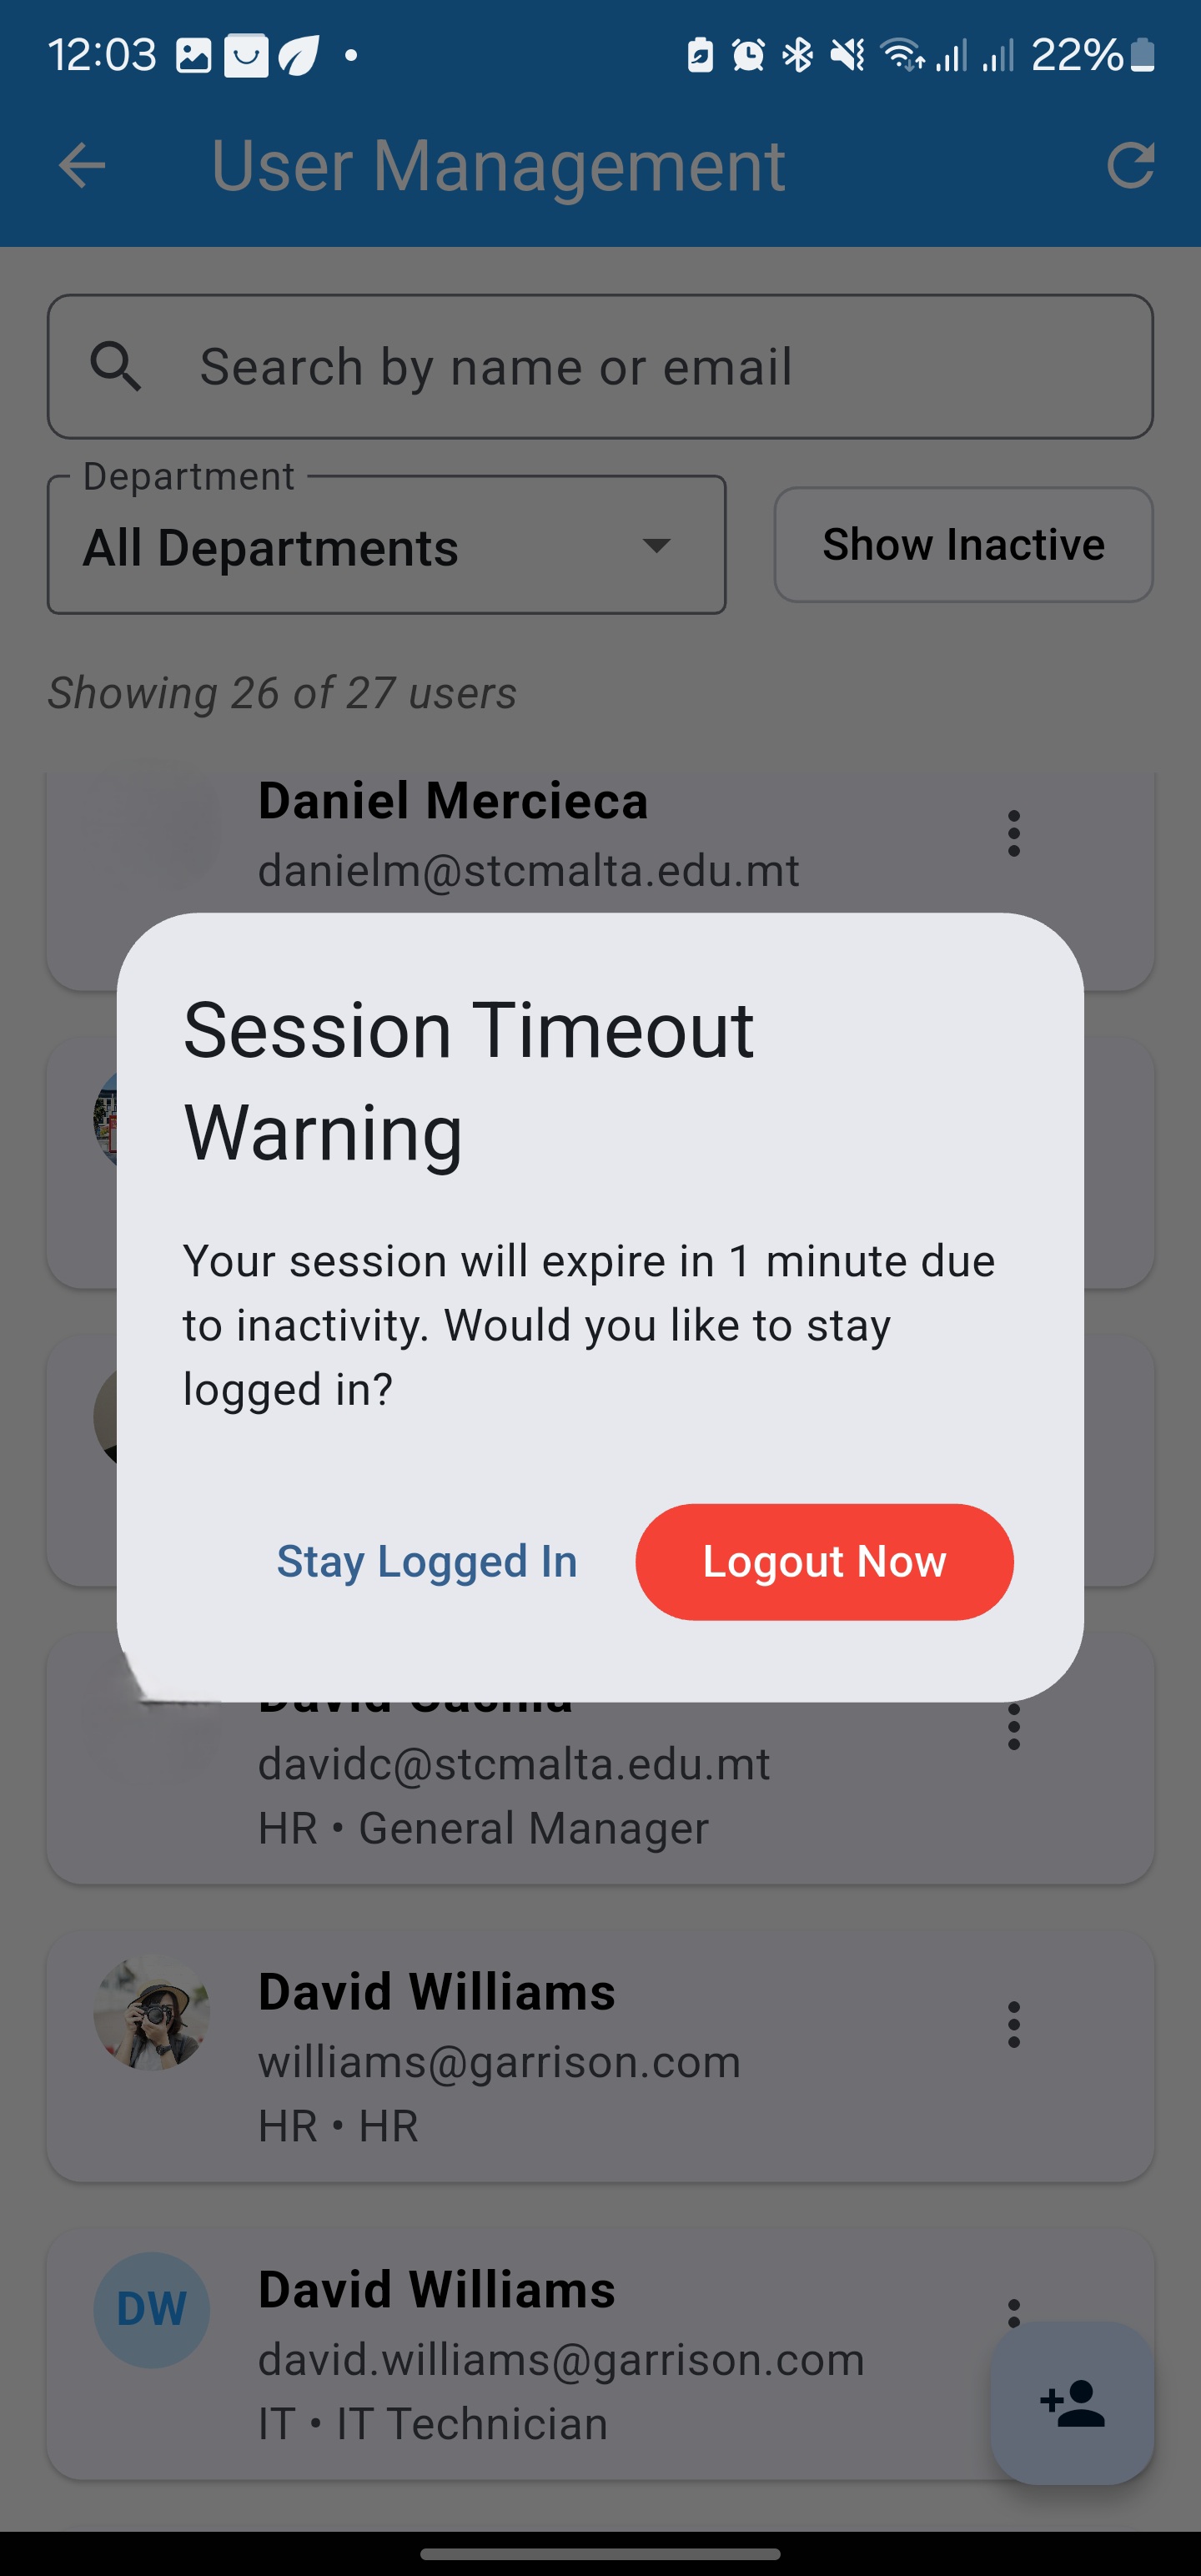 12:03
22%
User Management
Search by name or email
Department
All Departments
Show Inactive
Showing 26 of 27 users
Daniel Mercieca
danielm@stcmalta.edu.mt
Session Timeout
Warning
Your session will expire in 1 minute due
to inactivity. Would you like to stay
logged in?
Stay Logged In
Logout Now
David
davidc@stcmalta.edu.mt
HR • General Manager
David Williams
williams@garrison.com
HR • HR
DW
David Williams
david.williams@garrison.com
IT • IT Technician